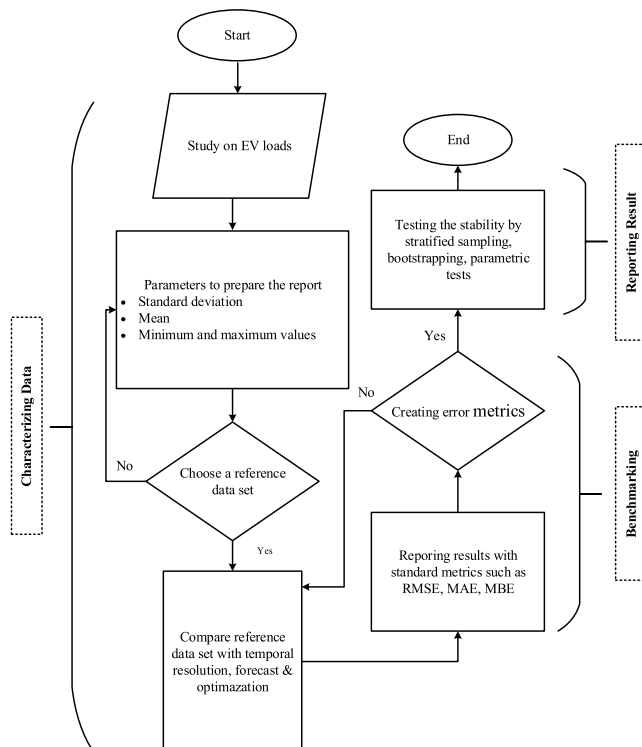 Start
Study on EV loads
Parameters to prepare the report
• Standard deviation
• Mean
• Minimum and maximum values
No
Choose a reference
data set
Yes
Compare reference
data set with temporal
resolution, forecast &
optimazation
Characterizing Data
End
Testing the stability by
stratified sampling,
bootstrapping, parametric
tests
Yes
No
Creating error metrics
Reporing results with
standard metrics such as
RMSE, MAE, MBE
Reporting Result
Benchmarking